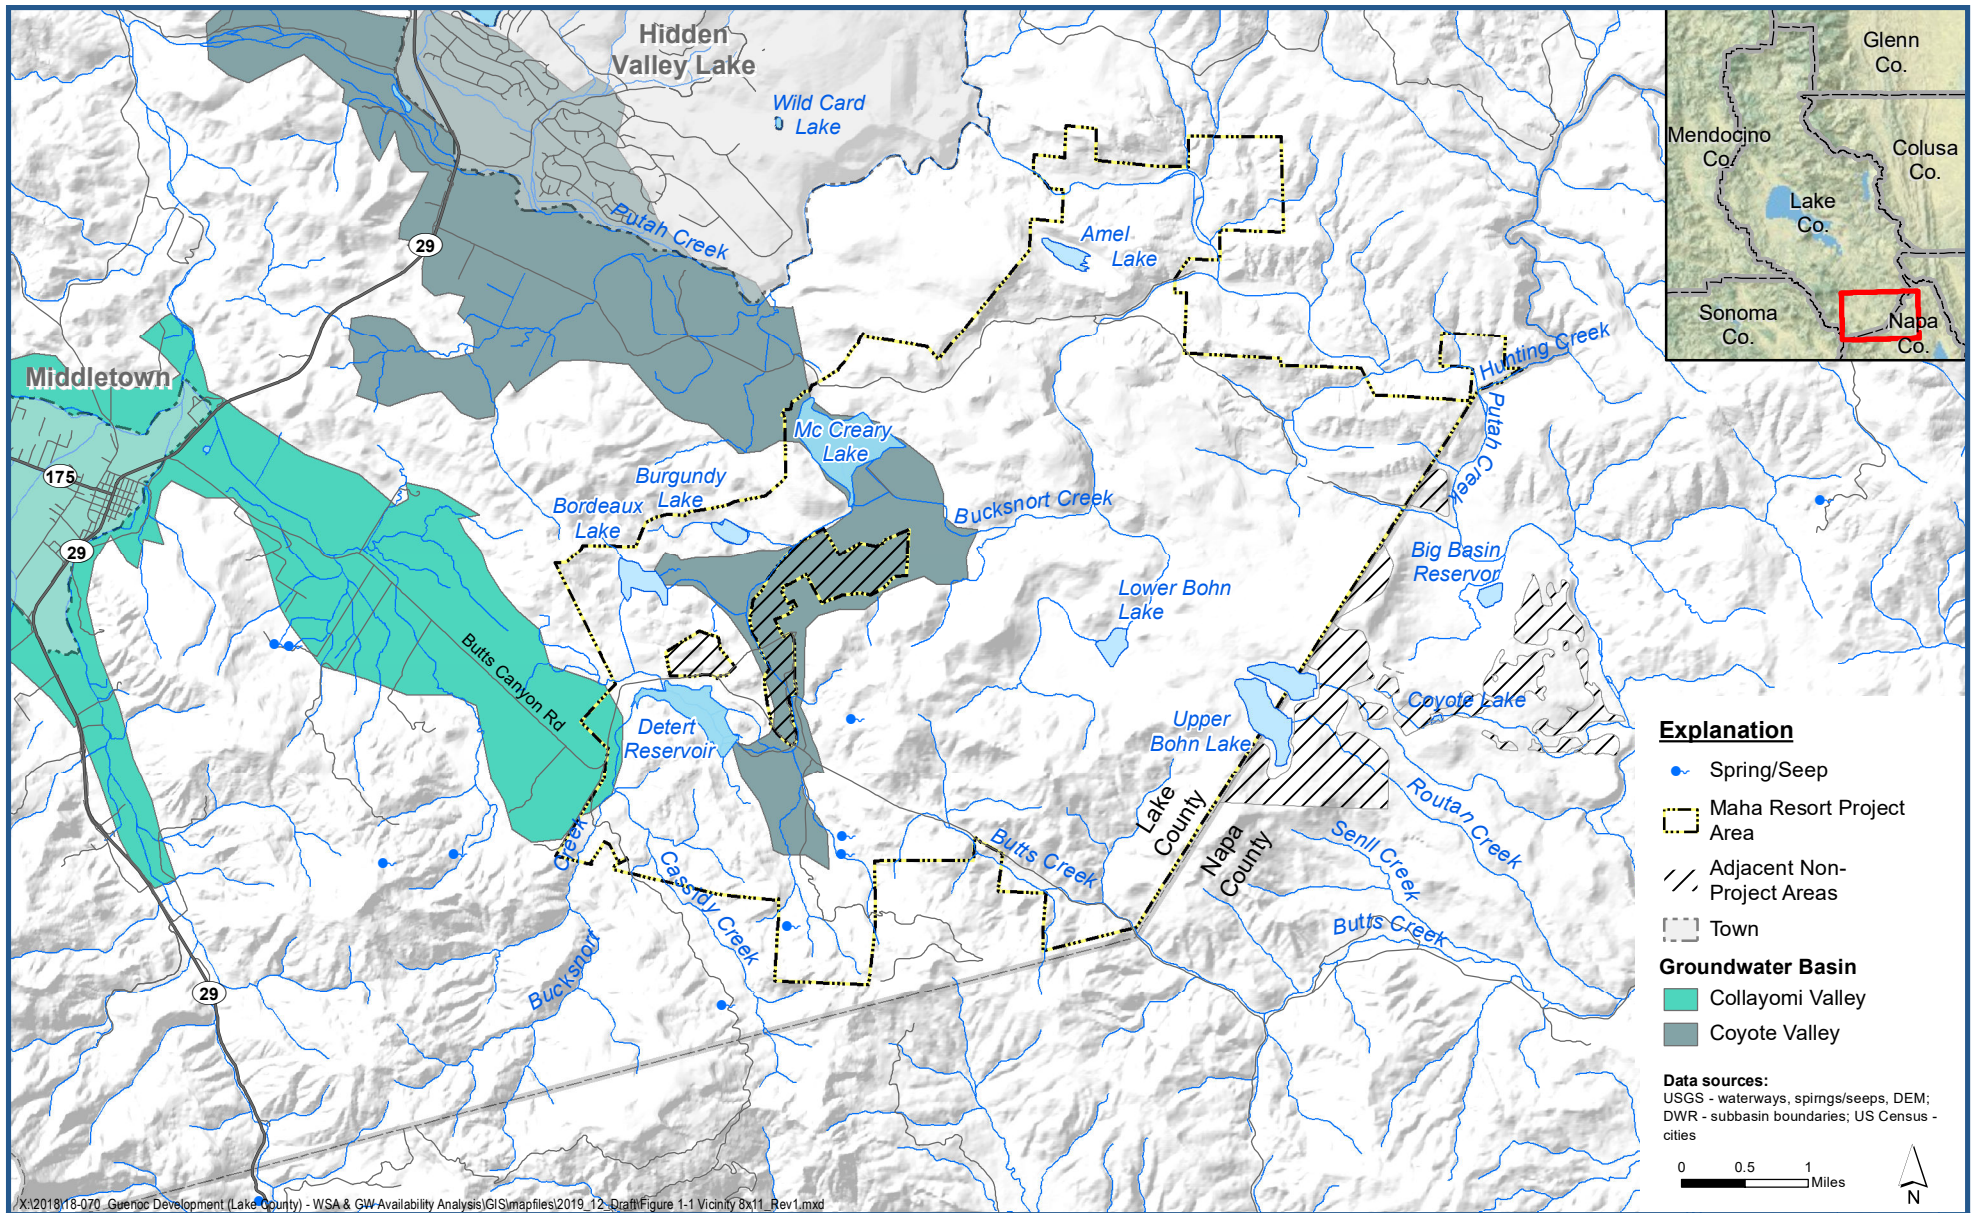 Hidden
Valley Lake
Wild Card
Lake
Putah Creek
29
Amel
Lake
Middletown
175
29
Mc Creary
Lake
Burgundy
Lake
Bordeaux
Lake
Bucksnort Creek
Hunting Creek
Putah Creek
Big Basin
Reservoir
Lower Bohn
Lake
Butts Canyon Rd
Detert
Reservoir
Upper
Bohn Lake
Coyote Lake
Routan Creek
Senll Creek
Butts Creek
Lake
County
Napa
County
Butts Creek
Cassidy Creek
Bucksnort
Creek
29
Glenn
Co.
Mendocino
Co.
Colusa
Co.
Lake
Co.
Sonoma
Co.
Napa
Co.
Explanation
Spring/Seep
Maha Resort Project
Area
Adjacent Non-
Project Areas
Town
Groundwater Basin
Collayomi Valley
Coyote Valley
Data sources:
USGS - waterways, spirngs/seeps, DEM;
DWR - subbasin boundaries; US Census -
cities
0 0.5 1
Miles
N
X:\2018\18-070_Guenoc Development (Lake County) - WSA & GW Availability Analysis\GIS\mapfiles\2019_12_Draft\Figure 1-1 Vicinity 8x11_Rev1.mxd